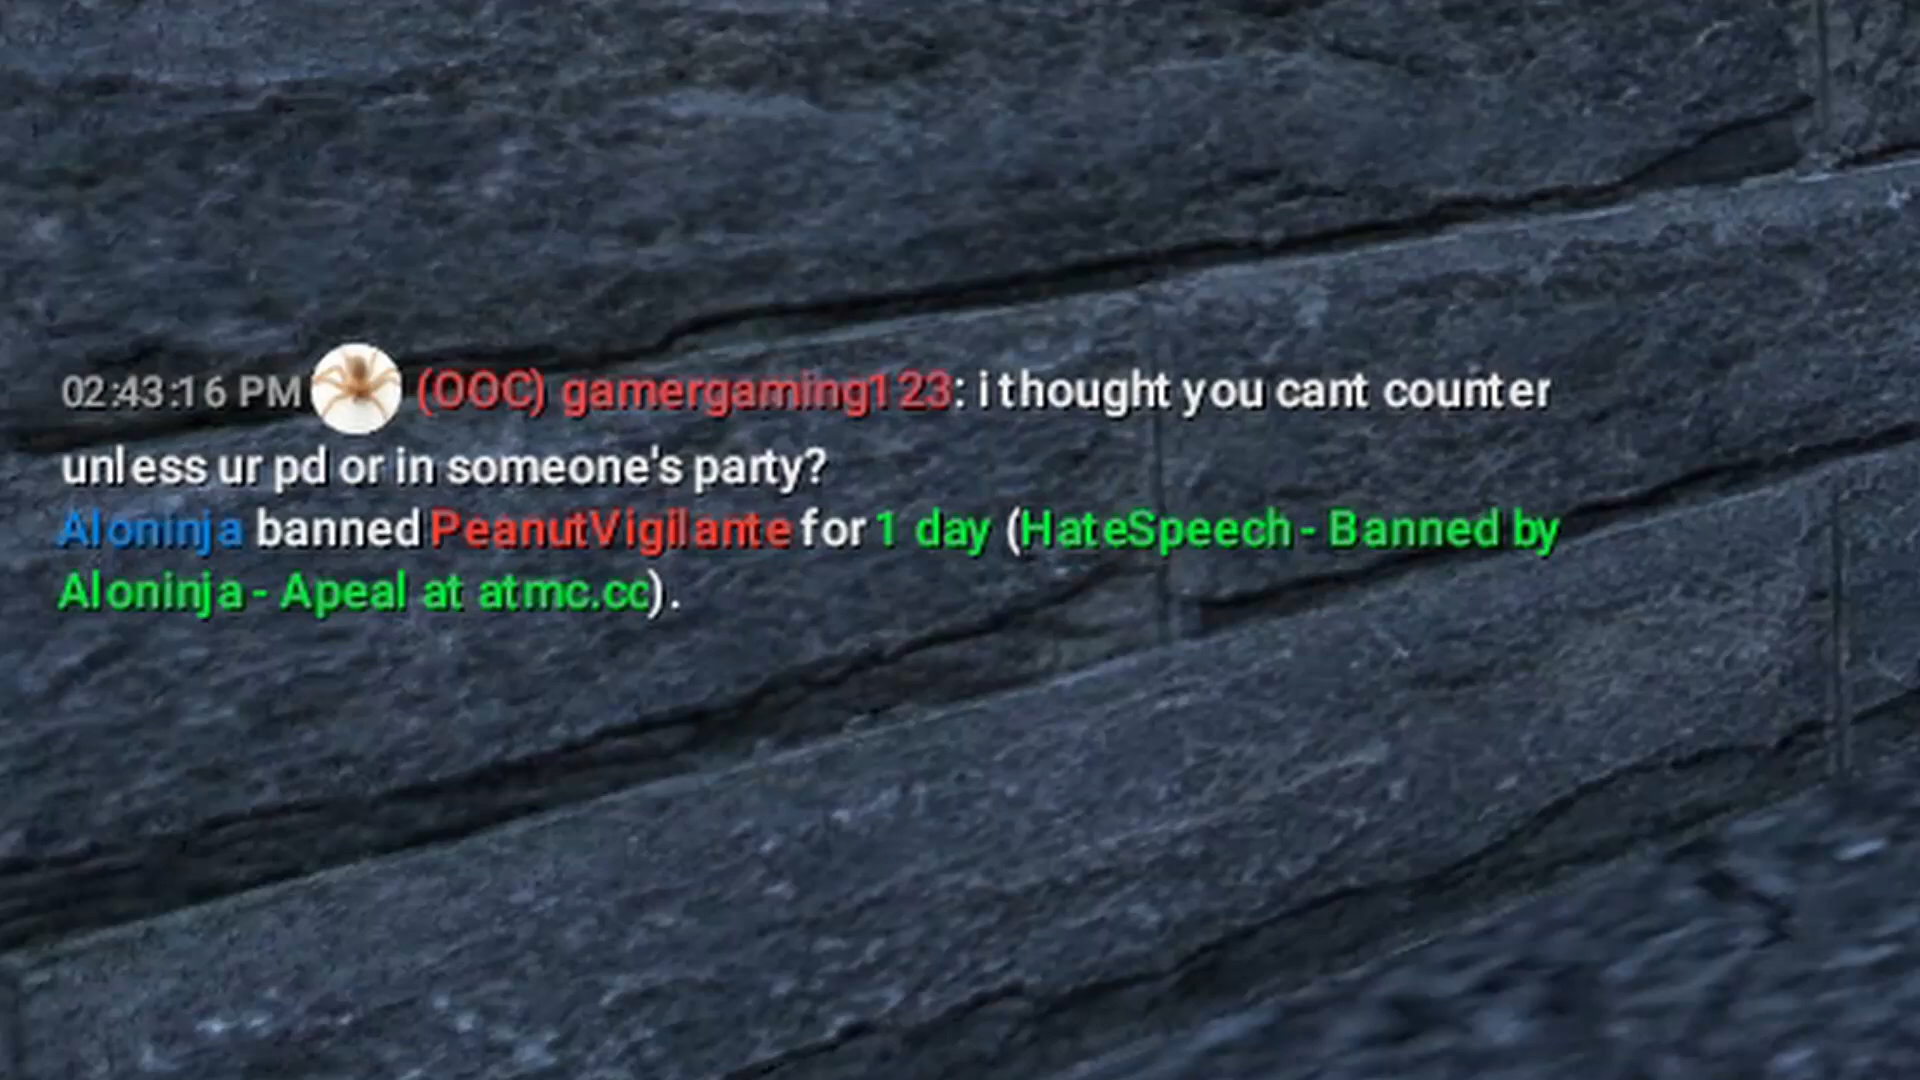 02:43:16 PM (OOC) gamergaming123: i thought you cant counter
unless ur pd or in someone's party?
Aloninja banned PeanutVigilante for 1 day (HateSpeech - Banned by
Aloninja - Apeal at atmc.cc).